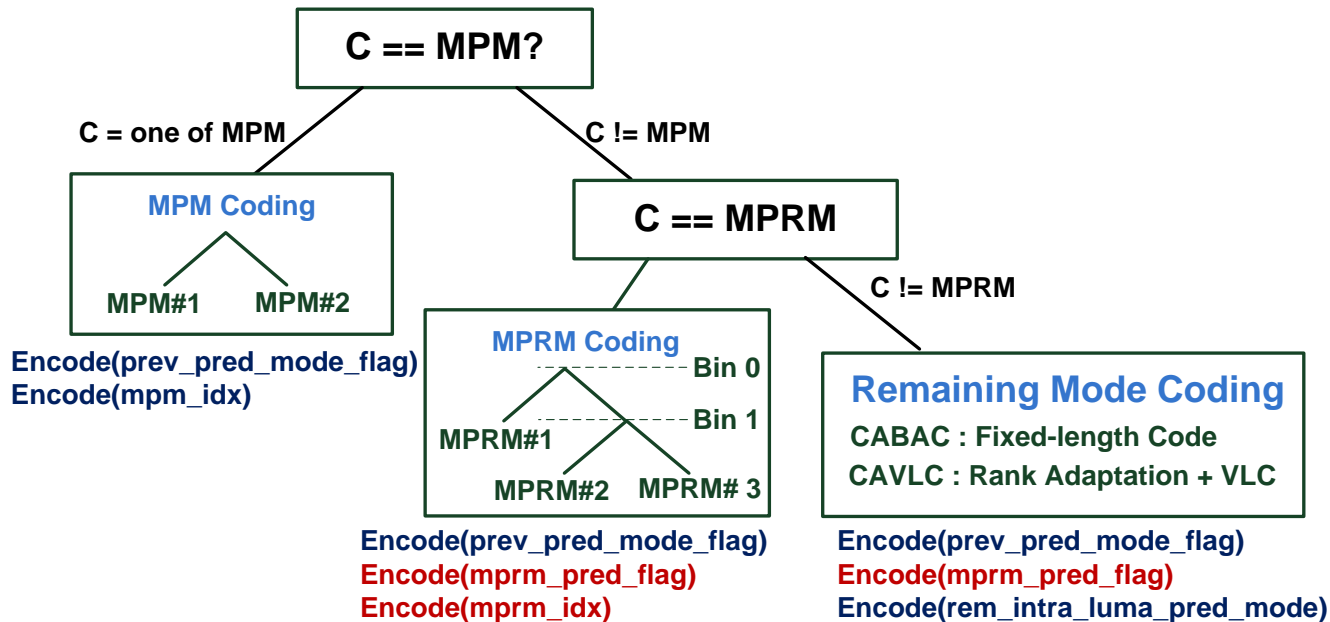 C == MPM?
C = one of MPM
C != MPM
MPM Coding
MPM#1
MPM#2
Encode(prev_pred_mode_flag)
Encode(mpm_idx)
C == MPRM
C != MPRM
MPRM Coding
Bin 0
Bin 1
MPRM#1
MPRM#2
MPRM# 3
Encode(prev_pred_mode_flag)
Encode(mprm_pred_flag)
Encode(mprm_idx)
Remaining Mode Coding
CABAC : Fixed-length Code
CAVLC : Rank Adaptation + VLC
Encode(prev_pred_mode_flag)
Encode(mprm_pred_flag)
Encode(rem_intra_luma_pred_mode)